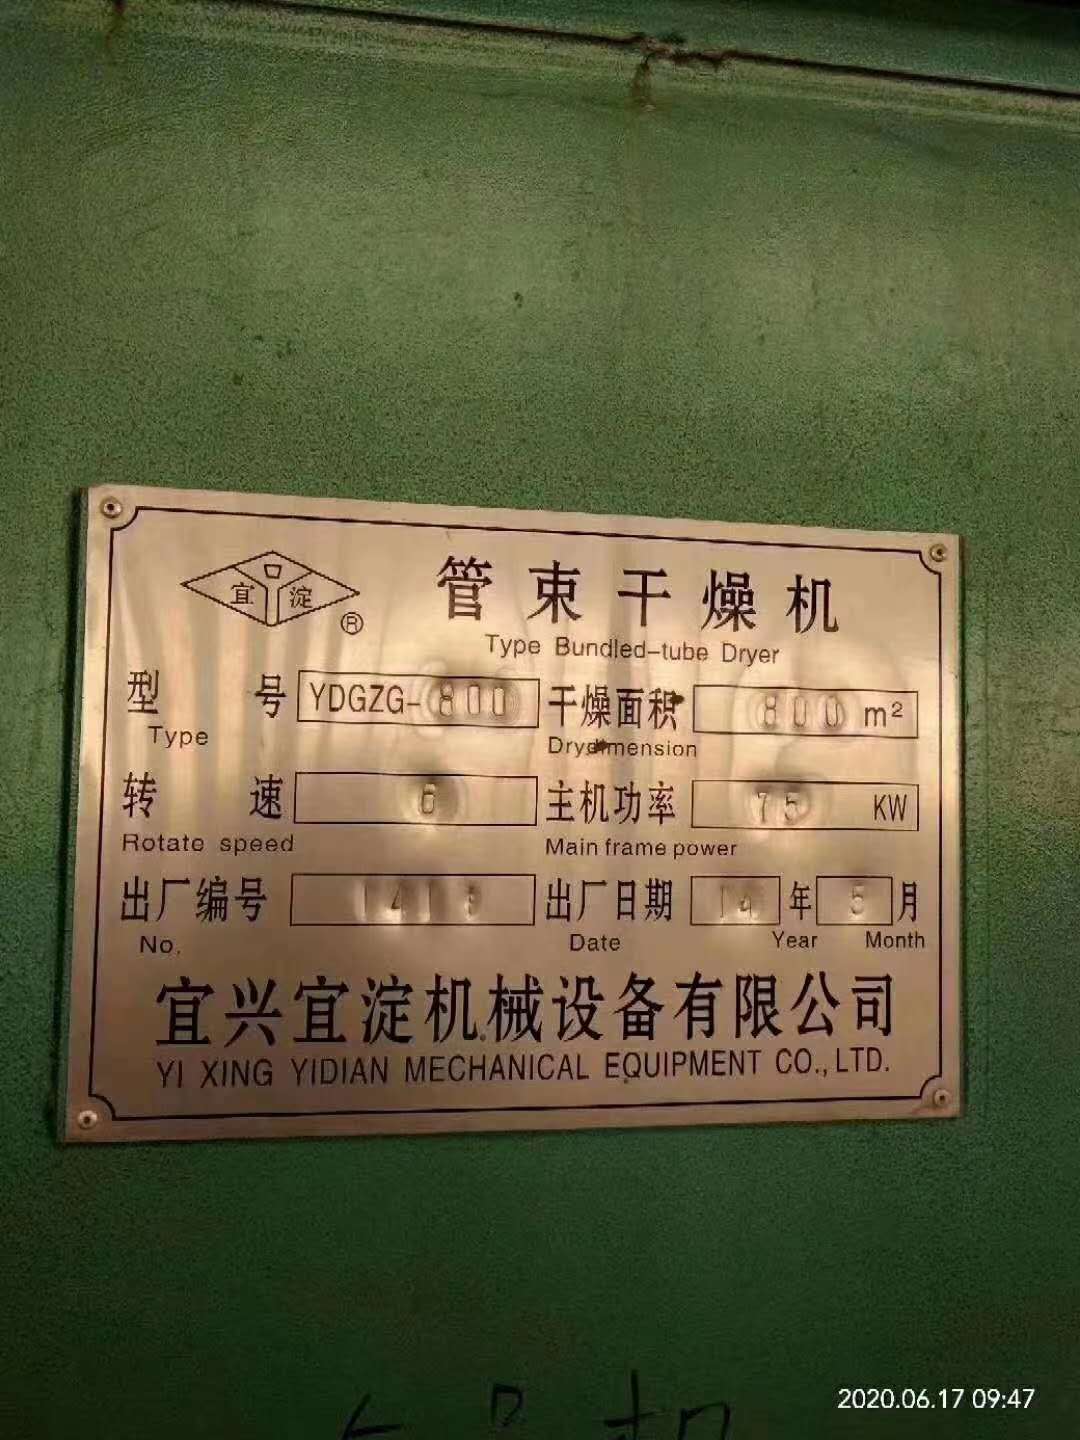 宜淀®
管束干燥机
Type Bundled-tube Dryer
型号 YDGZG-800 干燥面积 800 m²
Type Drydimension
转速 6 主机功率 75 KW
Rotate speed Main frame power
出厂编号 出厂日期 14 年 5 月
No. Date Year Month
宜兴宜淀机械设备有限公司
YI XING YIDIAN MECHANICAL EQUIPMENT CO., LTD.
2020.06.17 09:47